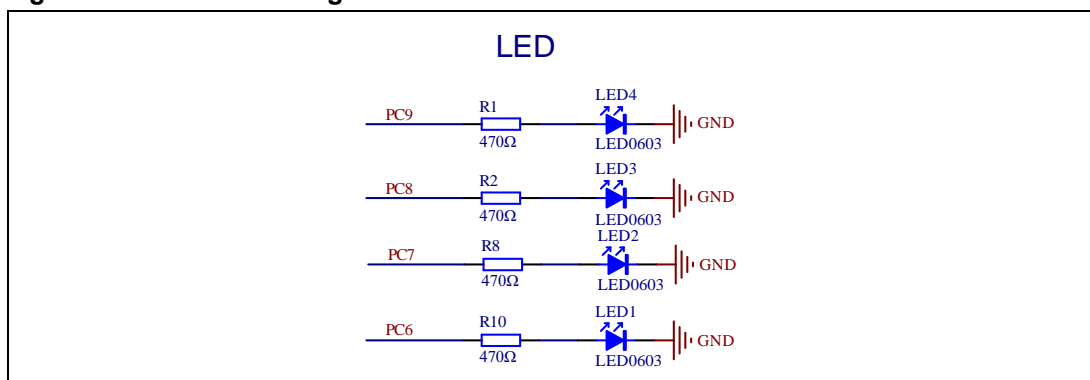 LED
LED4
PC9 R1 GND
470Ω LED0603
LED3
PC8 R2 GND
470Ω LED0603
LED2
PC7 R8 GND
470Ω LED0603
LED1
PC6 R10 GND
470Ω LED0603